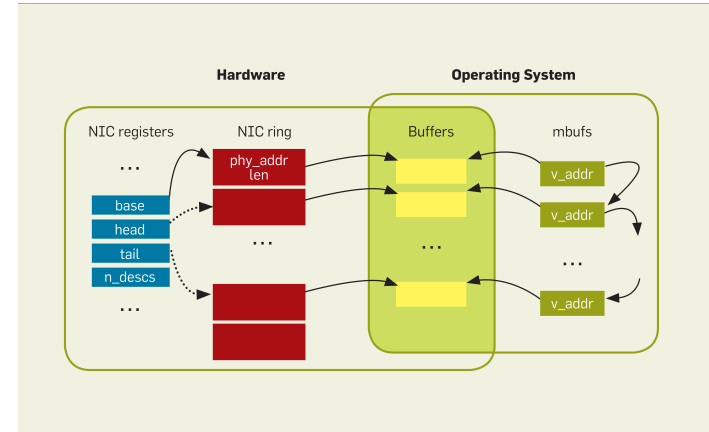 Hardware
Operating System
NIC registers
NIC ring
Buffers
mbufs
...
phy_addr
len
v_addr
base
head
v_addr
tail
...
...
...
n_descs
...
v_addr